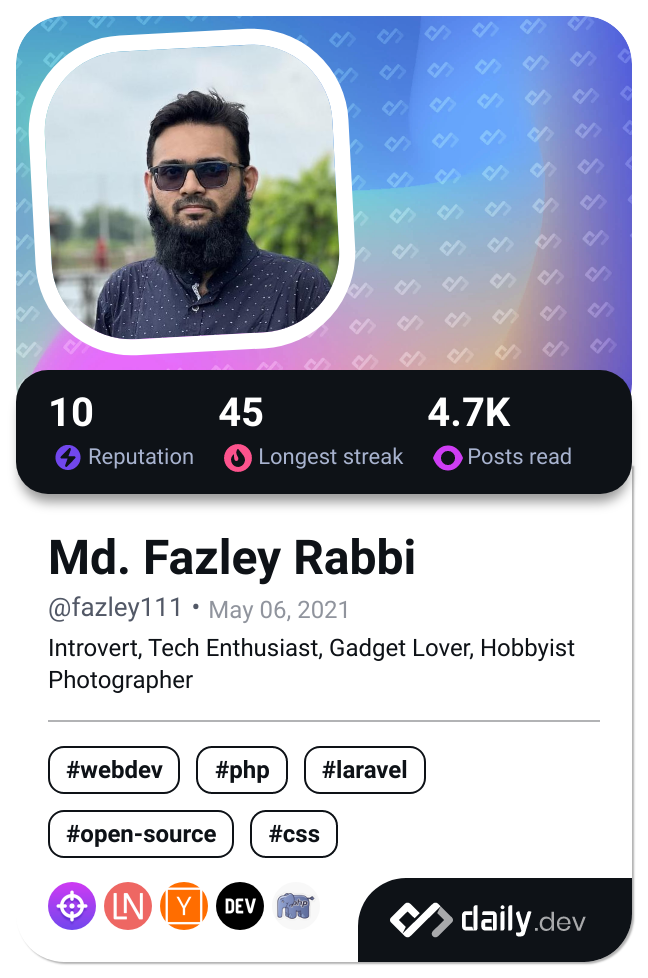 10 45 4.7K
Reputation Longest streak Posts read
Md. Fazley Rabbi
@fazley111 • May 06, 2021
Introvert, Tech Enthusiast, Gadget Lover, Hobbyist
Photographer
#webdev #php #laravel
#open-source #css
LN Y DEV php
daily.dev